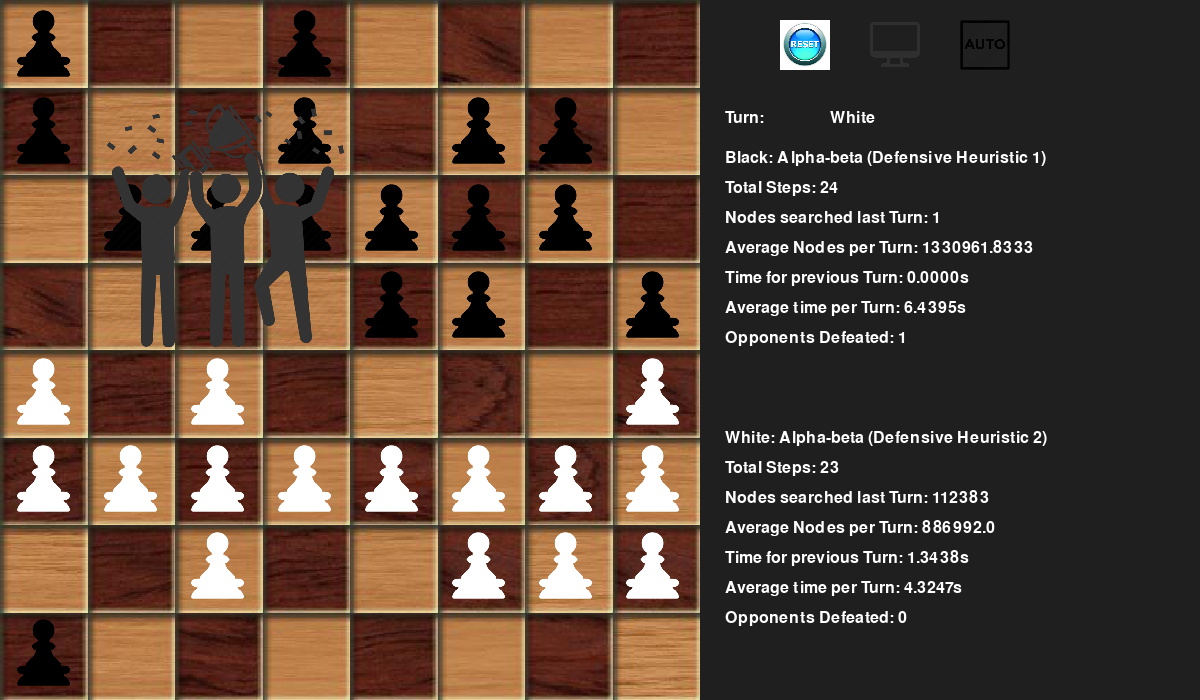 RESET
AUTO
Turn: White
Black: Alpha-beta (Defensive Heuristic 1)
Total Steps: 24
Nodes searched last Turn: 1
Average Nodes per Turn: 1330961.8333
Time for previous Turn: 0.0000s
Average time per Turn: 6.4395s
Opponents Defeated: 1
White: Alpha-beta (Defensive Heuristic 2)
Total Steps: 23
Nodes searched last Turn: 112383
Average Nodes per Turn: 886992.0
Time for previous Turn: 1.3438s
Average time per Turn: 4.3247s
Opponents Defeated: 0